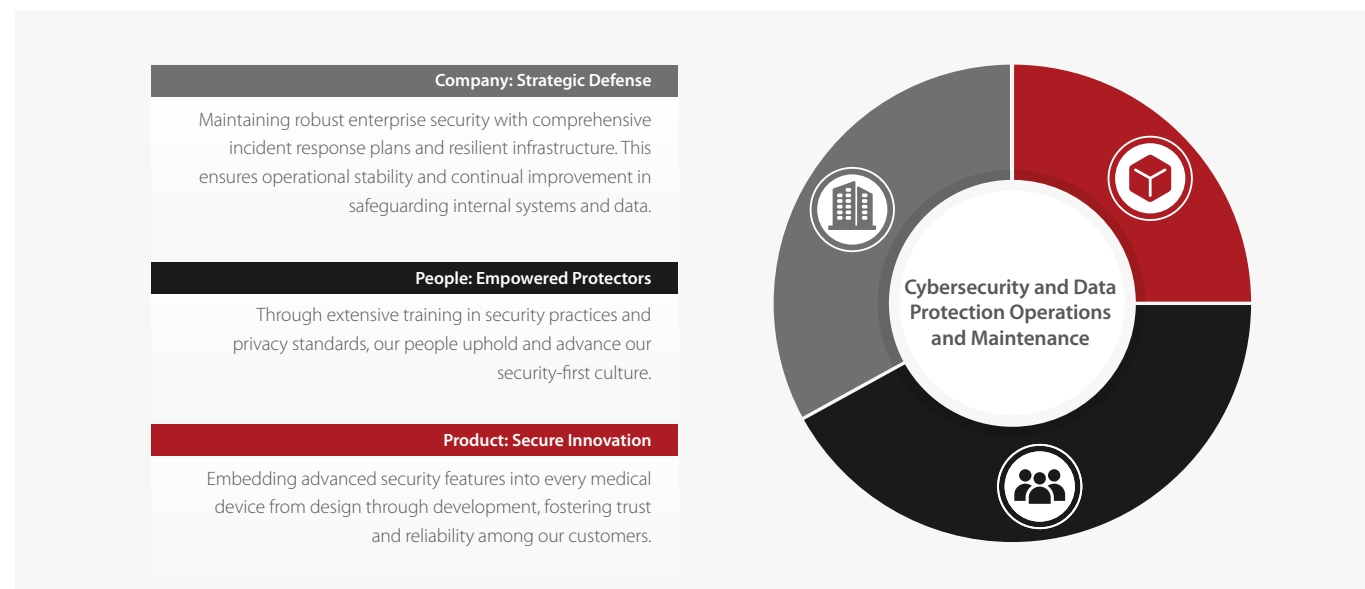 Company: Strategic Defense
Maintaining robust enterprise security with comprehensive
incident response plans and resilient infrastructure. This
ensures operational stability and continual improvement in
safeguarding internal systems and data.
People: Empowered Protectors
Through extensive training in security practices and
privacy standards, our people uphold and advance our
security-first culture.
Product: Secure Innovation
Embedding advanced security features into every medical
device from design through development, fostering trust
and reliability among our customers.
Cybersecurity and Data
Protection Operations
and Maintenance